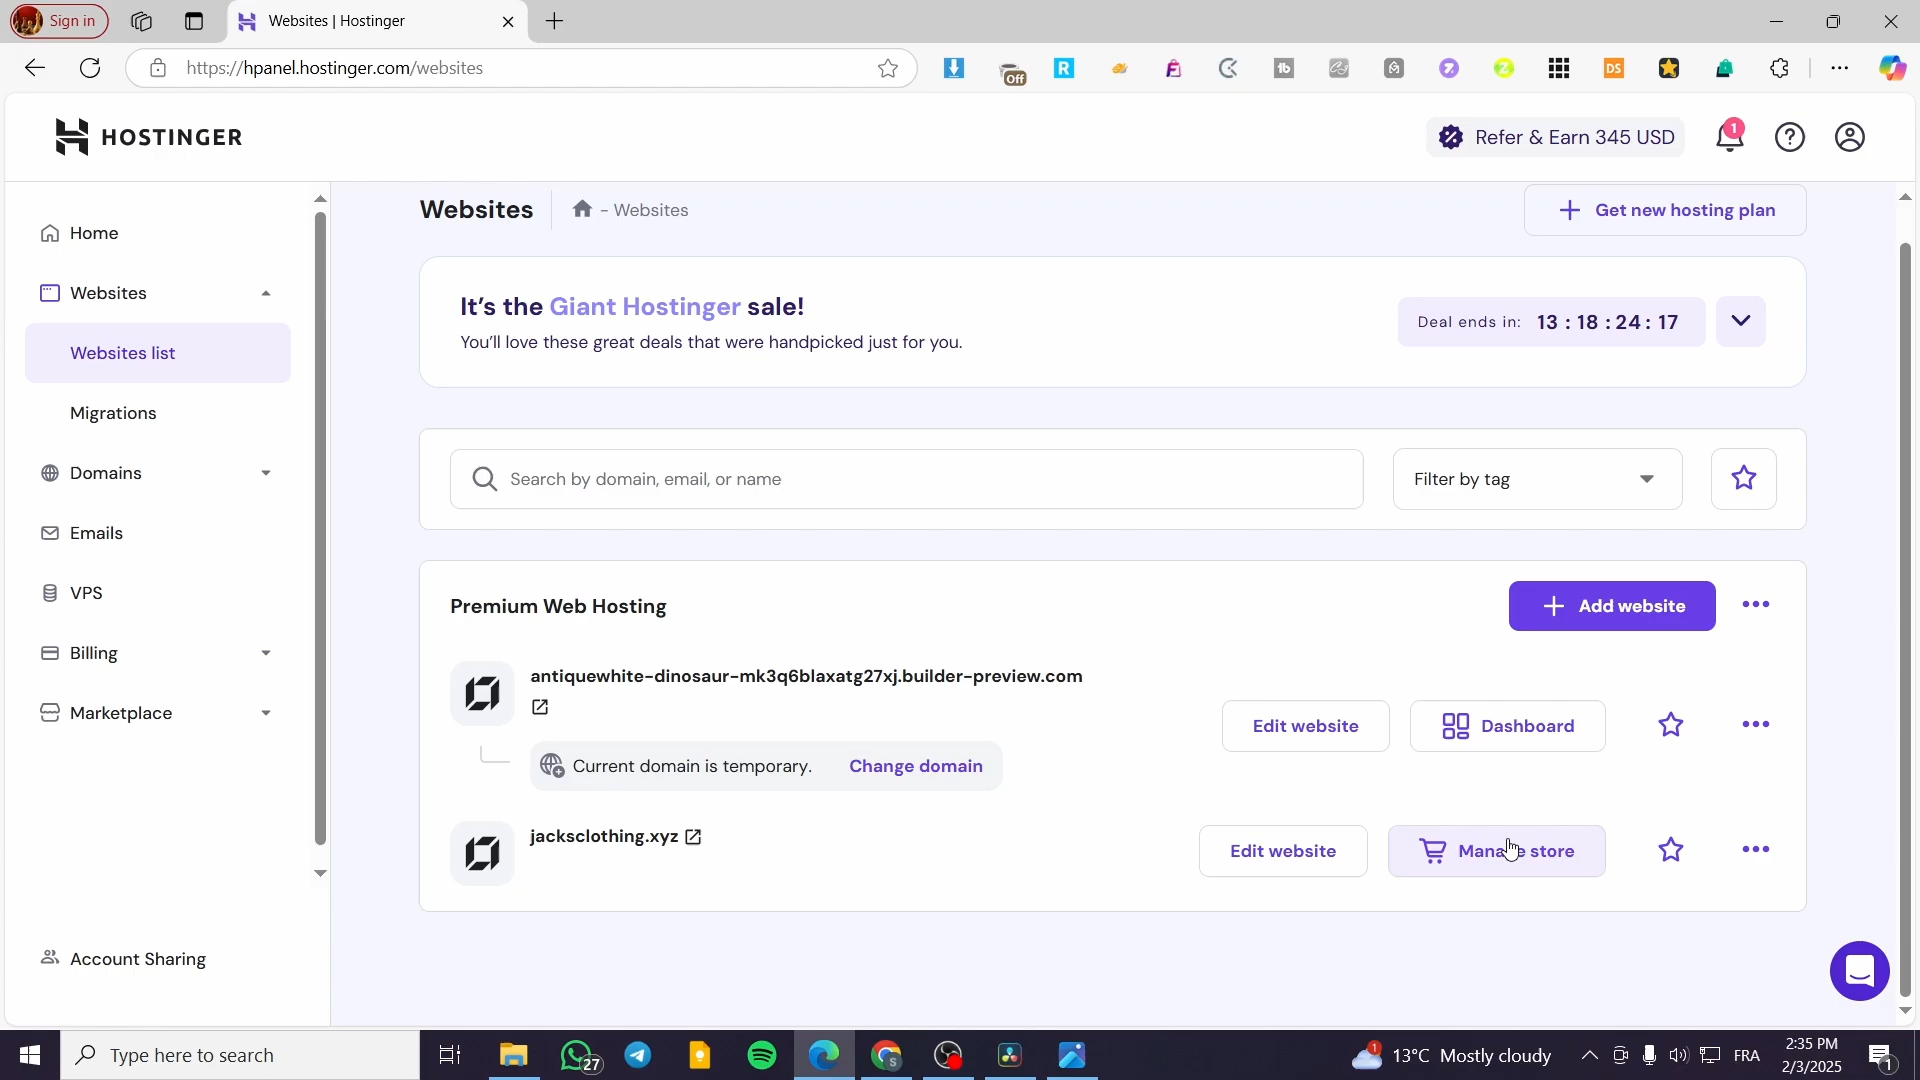 Sign in
Websites | Hostinger
https://hpanel.hostinger.com/websites
Off
R
tb
DS
HOSTINGER
Refer & Earn 345 USD
1
Home
Websites
Websites list
Migrations
Domains
Emails
VPS
Billing
Marketplace
Account Sharing
Websites
- Websites
Get new hosting plan
It's the Giant Hostinger sale!
You'll love these great deals that were handpicked just for you.
Deal ends in: 13 : 18 : 24 : 17
Search by domain, email, or name
Filter by tag
Premium Web Hosting
Add website
antiquewhite-dinosaur-mk3q6blaxatg27xj.builder-preview.com
Edit website
Dashboard
Current domain is temporary.
Change domain
jacksclothing.xyz
Edit website
Manage store
Type here to search
27
1
13°C Mostly cloudy
FRA
2:35 PM
2/3/2025
1